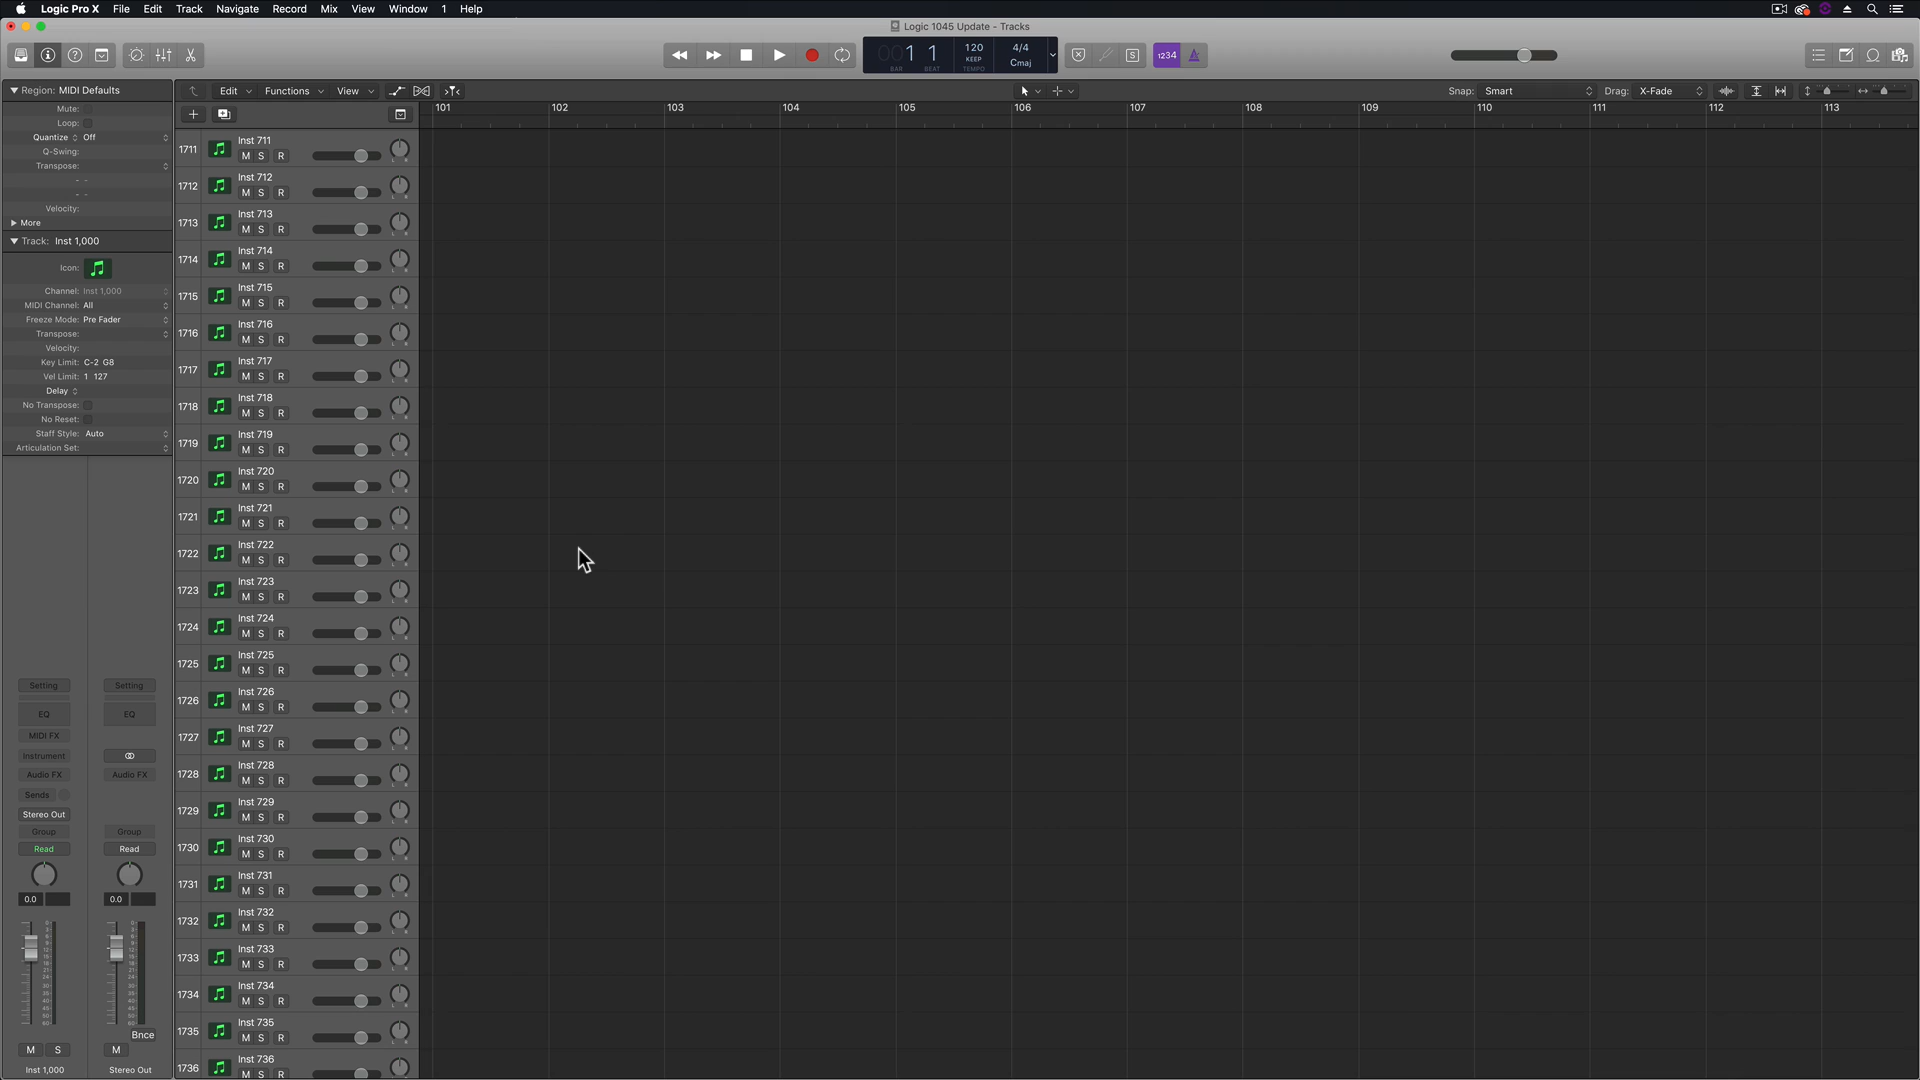 Logic Pro X File Edit Track Navigate Record Mix View Window 1 Help
Logic 1045 Update - Tracks
001 1 120 4/4
KEEP Cmaj
BAR BEAT TEMPO
S 1234
Region: MIDI Defaults
Edit Functions View
Snap: Smart Drag: X-Fade
Mute:
Loop:
Quantize Off
Q-Swing:
Transpose:
- -
- -
Velocity:
More
Track: Inst 1,000
Icon:
Channel: Inst 1,000
MIDI Channel: All
Freeze Mode: Pre Fader
Transpose:
Velocity:
Key Limit: C-2 G8
Vel Limit: 1 127
Delay
No Transpose:
No Reset:
Staff Style: Auto
Articulation Set:
101 102 103 104 105 106 107 108 109 110 111 112 113
1711 Inst 711
M S R
1712 Inst 712
M S R
1713 Inst 713
M S R
1714 Inst 714
M S R
1715 Inst 715
M S R
1716 Inst 716
M S R
1717 Inst 717
M S R
1718 Inst 718
M S R
1719 Inst 719
M S R
1720 Inst 720
M S R
1721 Inst 721
M S R
1722 Inst 722
M S R
1723 Inst 723
M S R
1724 Inst 724
M S R
1725 Inst 725
M S R
1726 Inst 726
M S R
1727 Inst 727
M S R
1728 Inst 728
M S R
1729 Inst 729
M S R
1730 Inst 730
M S R
1731 Inst 731
M S R
1732 Inst 732
M S R
1733 Inst 733
M S R
1734 Inst 734
M S R
1735 Inst 735
M S R
1736 Inst 736
M S R
Setting Setting
EQ EQ
MIDI FX
Instrument
Audio FX Audio FX
Sends
Stereo Out
Group Group
Read Read
0.0 0.0
Bnce
M S M
Inst 1,000 Stereo Out